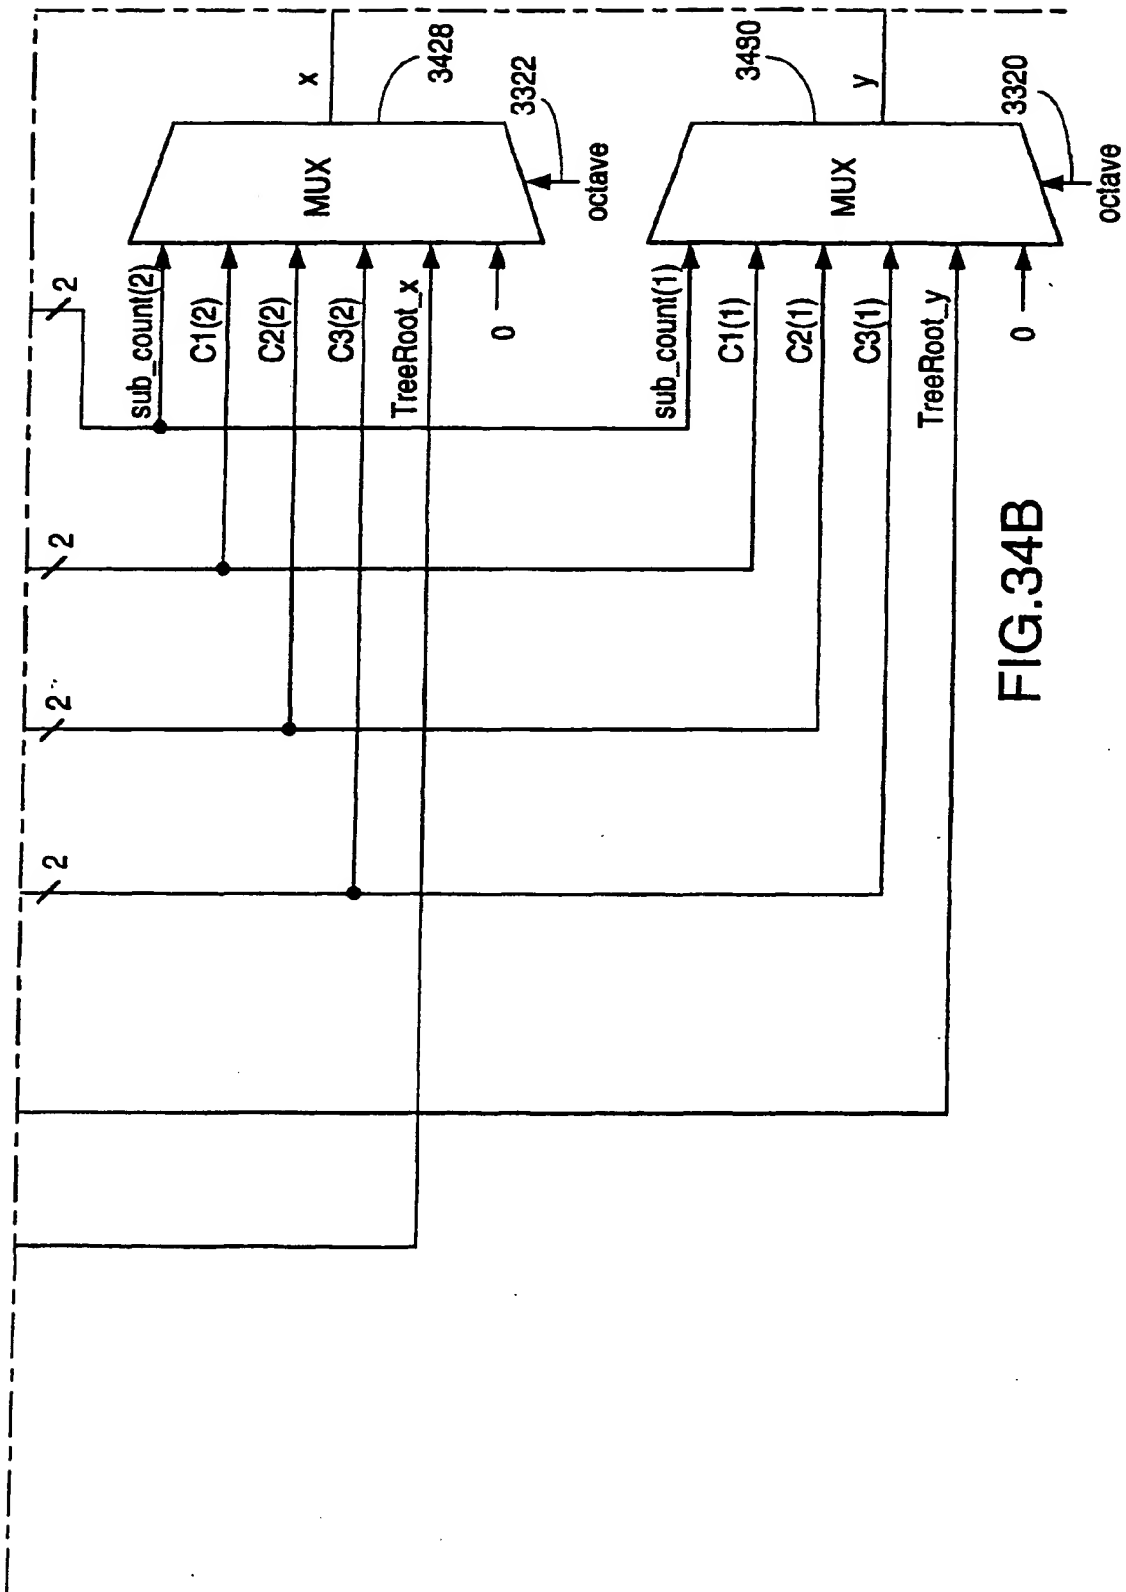 2
2
2
2
sub_count(2)
C1(2)
C2(2)
C3(2)
TreeRoot_x
0
MUX
x
3428
3322
octave
sub_count(1)
C1(1)
C2(1)
C3(1)
TreeRoot_y
0
MUX
y
3430
3320
octave
FIG.34B